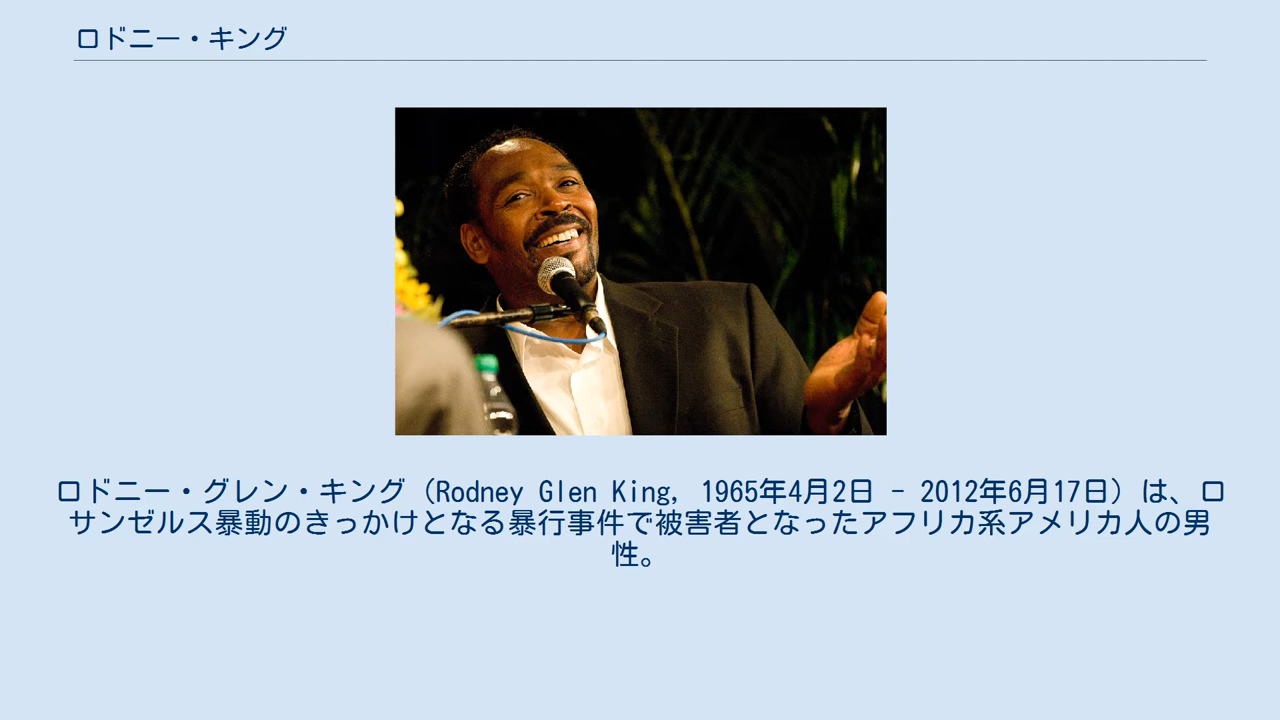 ロドニー・キング
ロドニー・グレン・キング（Rodney Glen King, 1965年4月2日 - 2012年6月17日）は、ロ
サンゼルス暴動のきっかけとなる暴行事件で被害者となったアフリカ系アメリカ人の男
性。